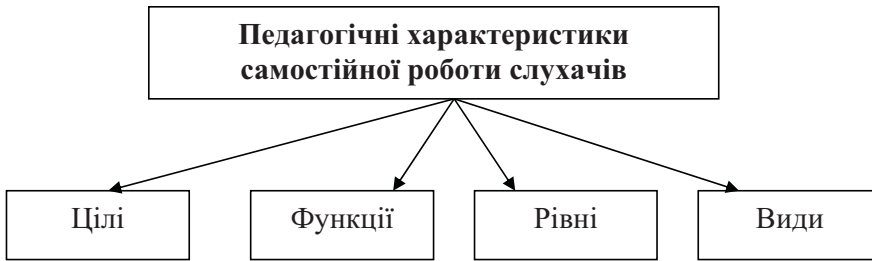 Педагогічні характеристики
самостійної роботи слухачів
Цілі
Функції
Рівні
Види